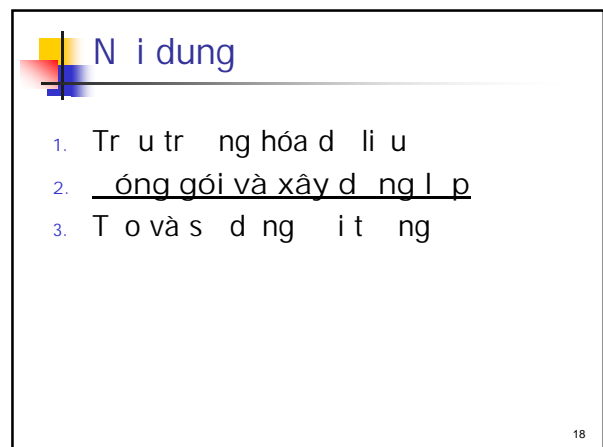 N i dung
1. Tr u tr ng hóa d li u
2. óng gói và xây d ng l p
3. T o và s d ng i t ng
18